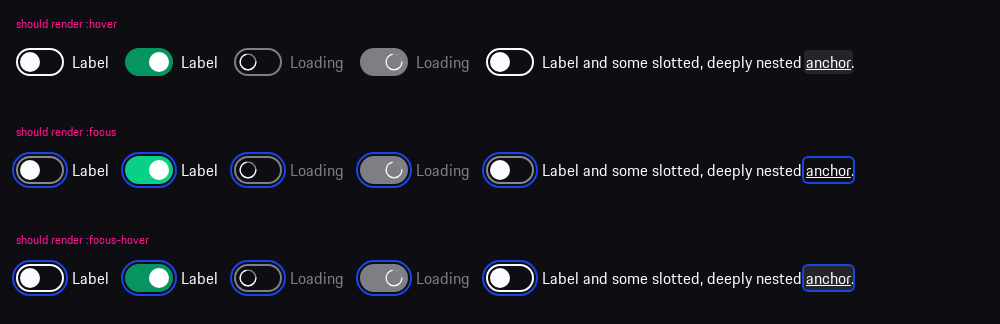 should render :hover
Label Label Loading Loading Label and some slotted, deeply nested anchor.
should render :focus
Label Label Loading Loading Label and some slotted, deeply nested anchor.
should render :focus-hover
Label Label Loading Loading Label and some slotted, deeply nested anchor.